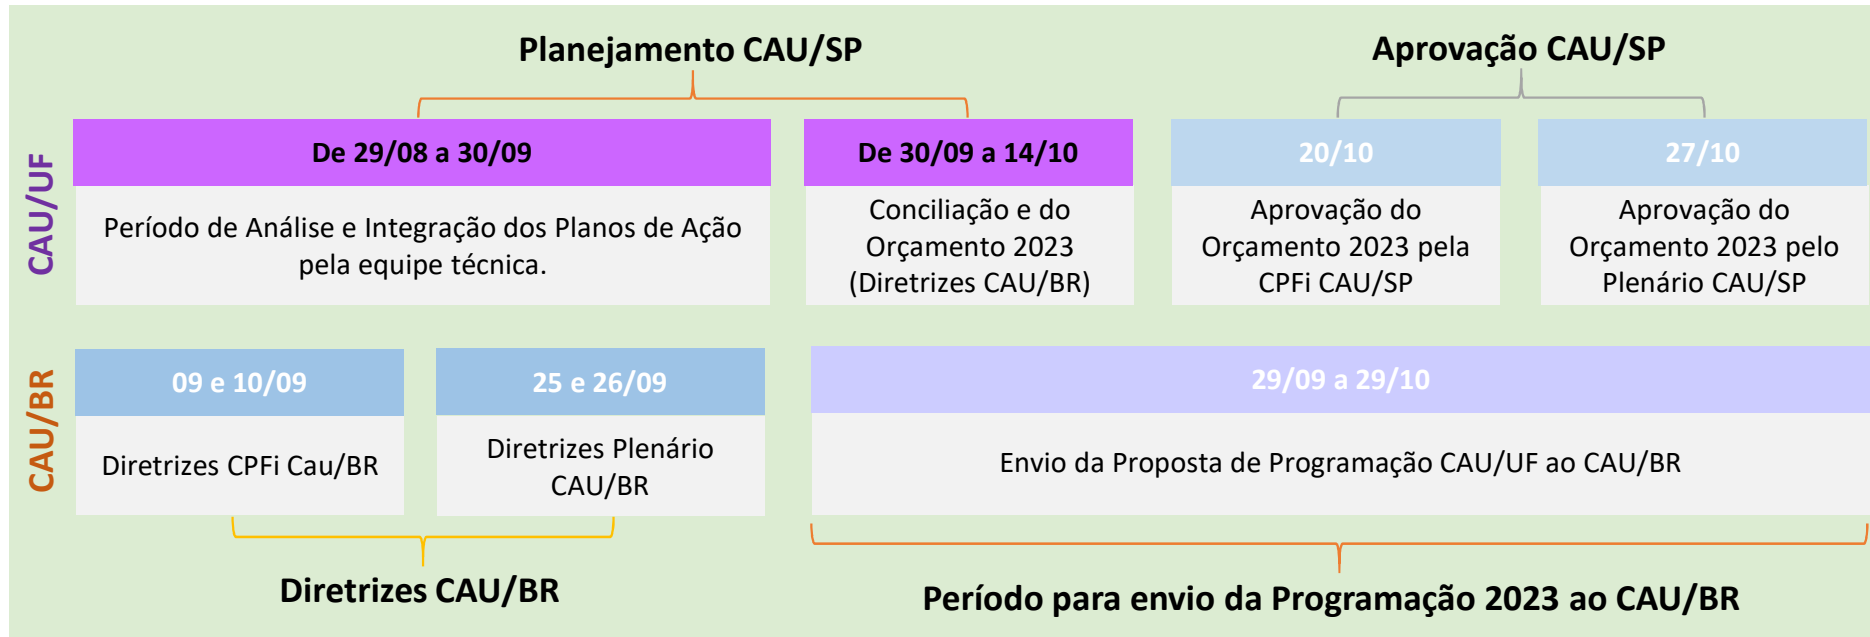 Planejamento CAU/SP
Aprovação CAU/SP
CAU/UF
De 29/08 a 30/09
Período de Análise e Integração dos Planos de Ação
pela equipe técnica.
De 30/09 a 14/10
Conciliação e do
Orçamento 2023
(Diretrizes CAU/BR)
20/10
Aprovação do
Orçamento 2023 pela
CPFi CAU/SP
27/10
Aprovação do
Orçamento 2023 pelo
Plenário CAU/SP
CAU/BR
09 e 10/09
Diretrizes CPFi Cau/BR
25 e 26/09
Diretrizes Plenário
CAU/BR
29/09 a 29/10
Envio da Proposta de Programação CAU/UF ao CAU/BR
Diretrizes CAU/BR
Período para envio da Programação 2023 ao CAU/BR